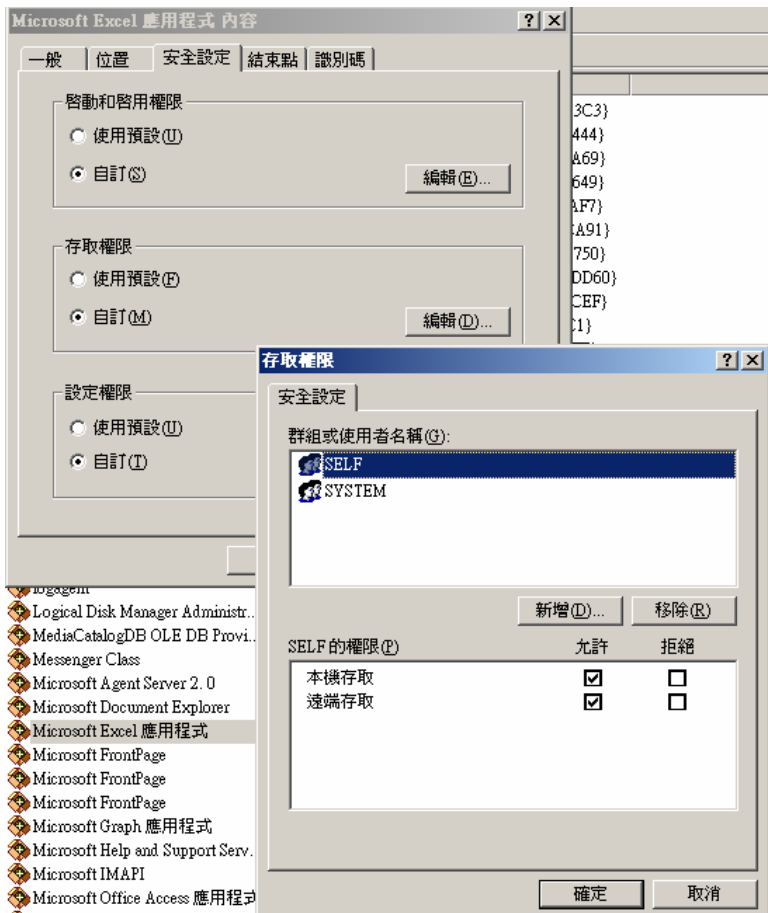 Microsoft Excel 應用程式 內容
一般
位置
安全設定
結束點
識別碼
啓動和啓用權限
使用預設(U)
自訂(S)
編輯(E)...
存取權限
使用預設(F)
自訂(M)
編輯(D)...
設定權限
使用預設(U)
自訂(T)
3C3}
444}
A69}
649}
AF7}
CA91}
750}
DD60}
CEF}
C1}
存取權限
安全設定
群組或使用者名稱(G):
SELF
SYSTEM
新增(D)...
移除(R)
SELF 的權限(P)
允許
拒絕
本機存取
遠端存取
確定
取消
logagent
Logical Disk Manager Administr...
MediaCatalogDB OLE DB Provi...
Messenger Class
Microsoft Agent Server 2.0
Microsoft Document Explorer
Microsoft Excel 應用程式
Microsoft FrontPage
Microsoft FrontPage
Microsoft FrontPage
Microsoft Graph 應用程式
Microsoft Help and Support Serv...
Microsoft IMAPI
Microsoft Office Access 應用程式